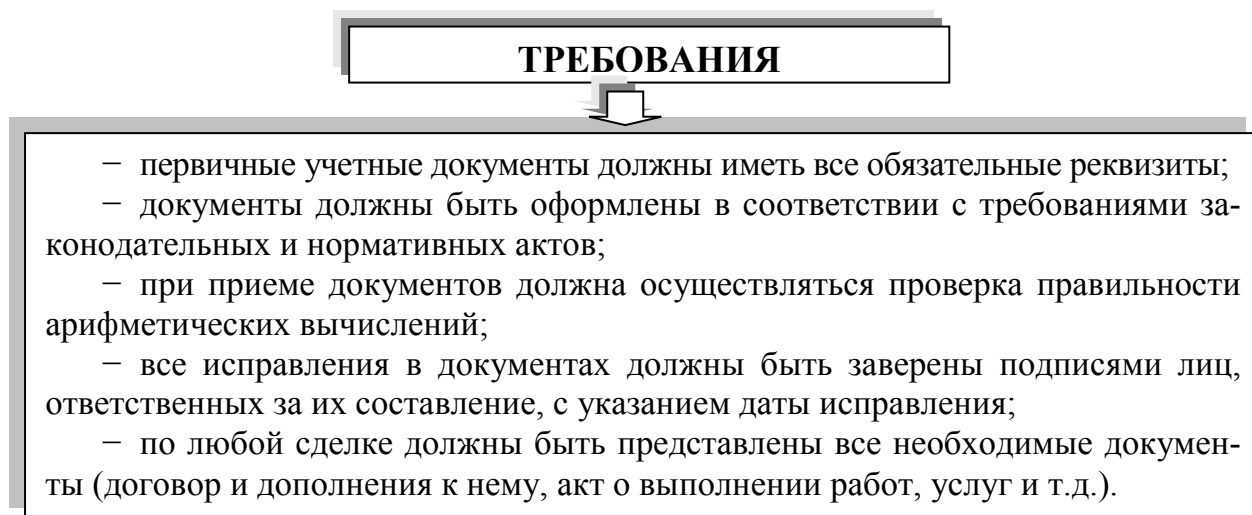 ТРЕБОВАНИЯ
− первичные учетные документы должны иметь все обязательные реквизиты;
− документы должны быть оформлены в соответствии с требованиями за-
конодательных и нормативных актов;
− при приеме документов должна осуществляться проверка правильности
арифметических вычислений;
− все исправления в документах должны быть заверены подписями лиц,
ответственных за их составление, с указанием даты исправления;
− по любой сделке должны быть представлены все необходимые докумен-
ты (договор и дополнения к нему, акт о выполнении работ, услуг и т.д.).